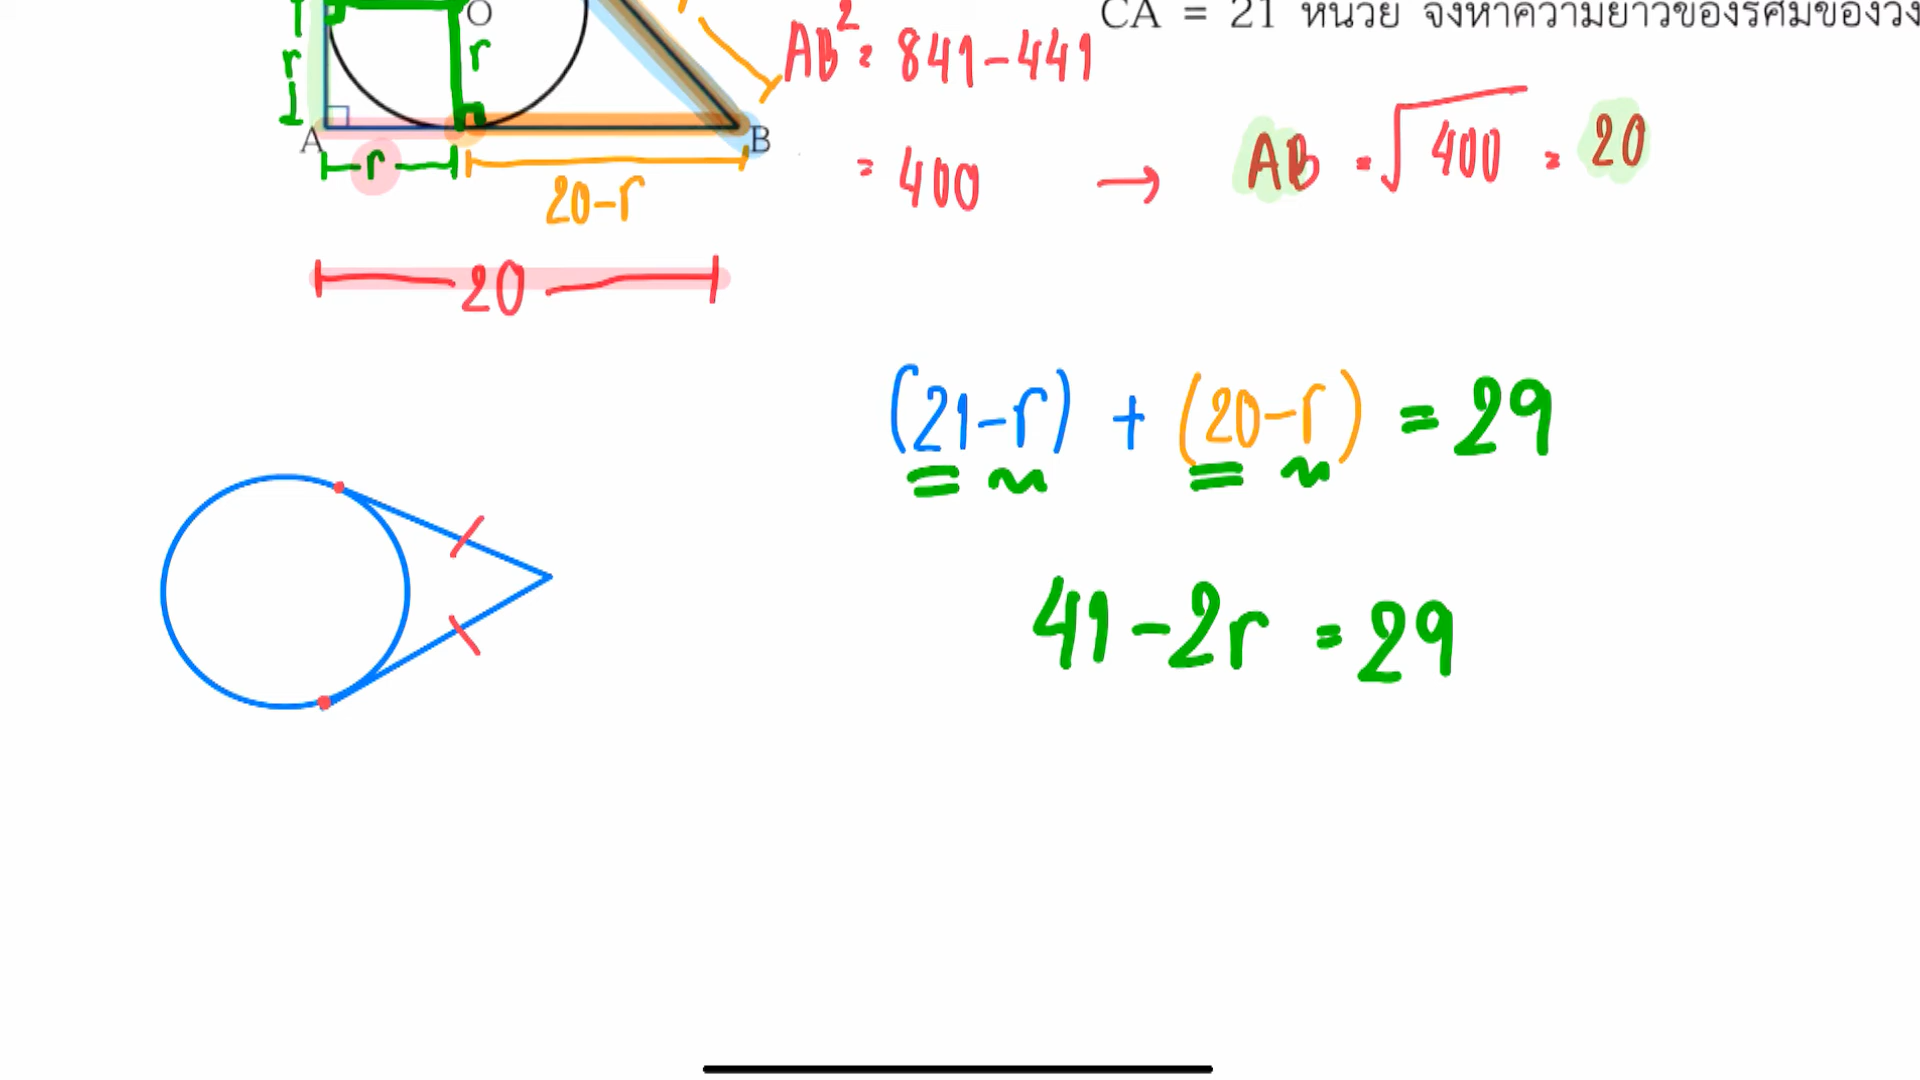 O
CA = 21 หน่วย จงหาความยาวของรัศมีของวง
r
r
AB² = 841-441
A
B
r
20-r
= 400 → AB = √400 = 20
20
(21-r) + (20-r) = 29
41-2r = 29